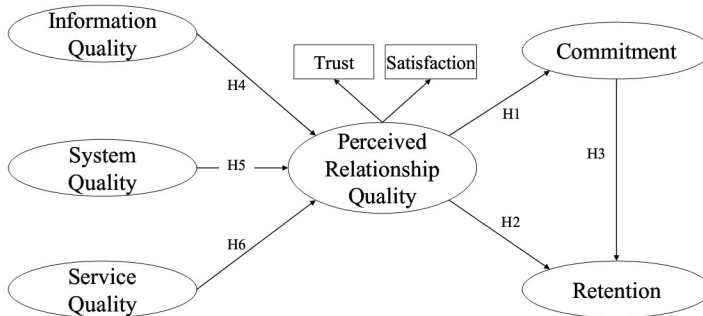 Information
Quality
Commitment
Trust
Satisfaction
H4
H1
Perceived
Relationship
Quality
System
Quality
H5
H3
H6
H2
Service
Quality
Retention